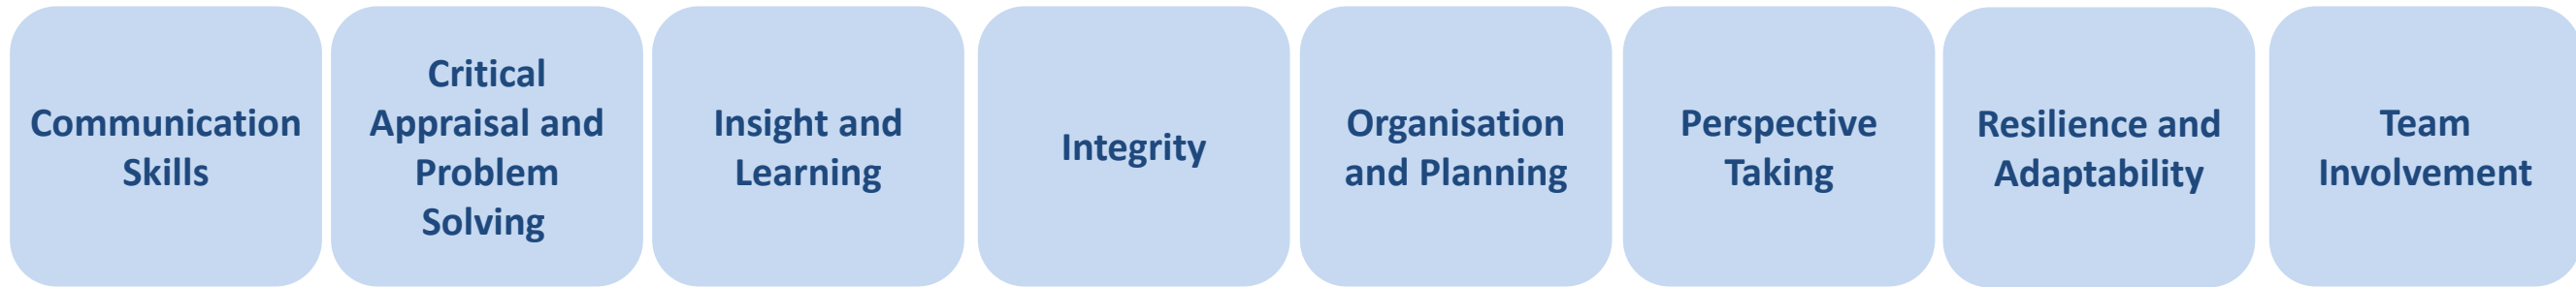 Communication
Skills
Critical
Appraisal and
Problem
Solving
Insight and
Learning
Integrity
Organisation
and Planning
Perspective
Taking
Resilience and
Adaptability
Team
Involvement